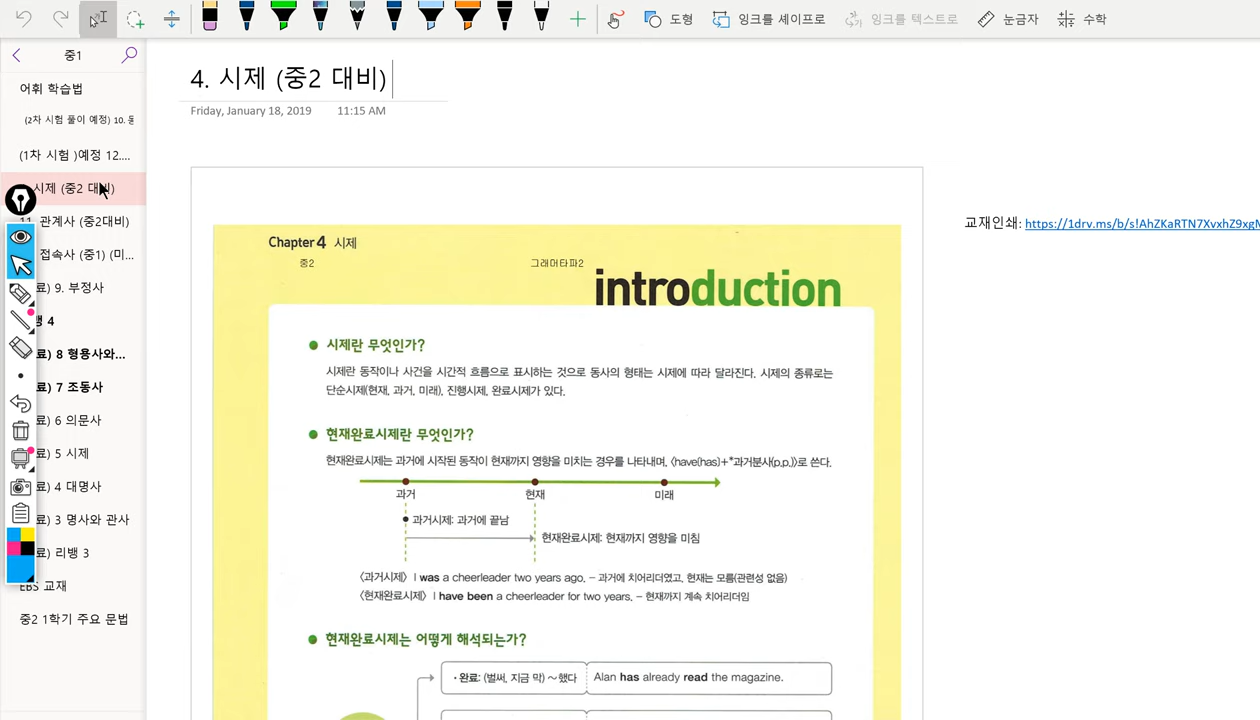 도형
잉크를 셰이프로
잉크를 텍스트로
눈금자
수학
중1
어휘 학습법
(2차 시험 풀이 예정) 10.
(1차 시험 )예정 12....
시제 (중2 대비)
11. 관계사 (중2대비)
접속사 (중1) (미...
료) 9. 부정사
뱅 4
료) 8 형용사와...
료) 7 조동사
료) 6 의문사
료) 5 시제
료) 4 대명사
료) 3 명사와 관사
료) 리뱅 3
EBS 교재
중2 1학기 주요 문법
4. 시제 (중2 대비)
Friday, January 18, 2019 11:15 AM
교재인쇄: https://1drv.ms/b/s!AhZKaRTN7XvxhZ9xgN
Chapter 4 시제
중2
그래머타파2
introduction
시제란 무엇인가?
시제란 동작이나 사건을 시간적 흐름으로 표시하는 것으로 동사의 형태는 시제에 따라 달라진다. 시제의 종류로는
단순시제(현재, 과거, 미래), 진행시제, 완료시제가 있다.
현재완료시제란 무엇인가?
현재완료시제는 과거에 시작된 동작이 현재까지 영향을 미치는 경우를 나타내며, 〈have(has)+*과거분사(p.p.)〉로 쓴다.
과거 현재 미래
• 과거시제: 과거에 끝남
현재완료시제: 현재까지 영향을 미침
〈과거시제〉 I was a cheerleader two years ago. – 과거에 치어리더였고, 현재는 모름(관련성 없음)
〈현재완료시제〉 I have been a cheerleader for two years. – 현재까지 계속 치어리더임
현재완료시제는 어떻게 해석되는가?
• 완료: (벌써, 지금 막) ~했다 Alan has already read the magazine.